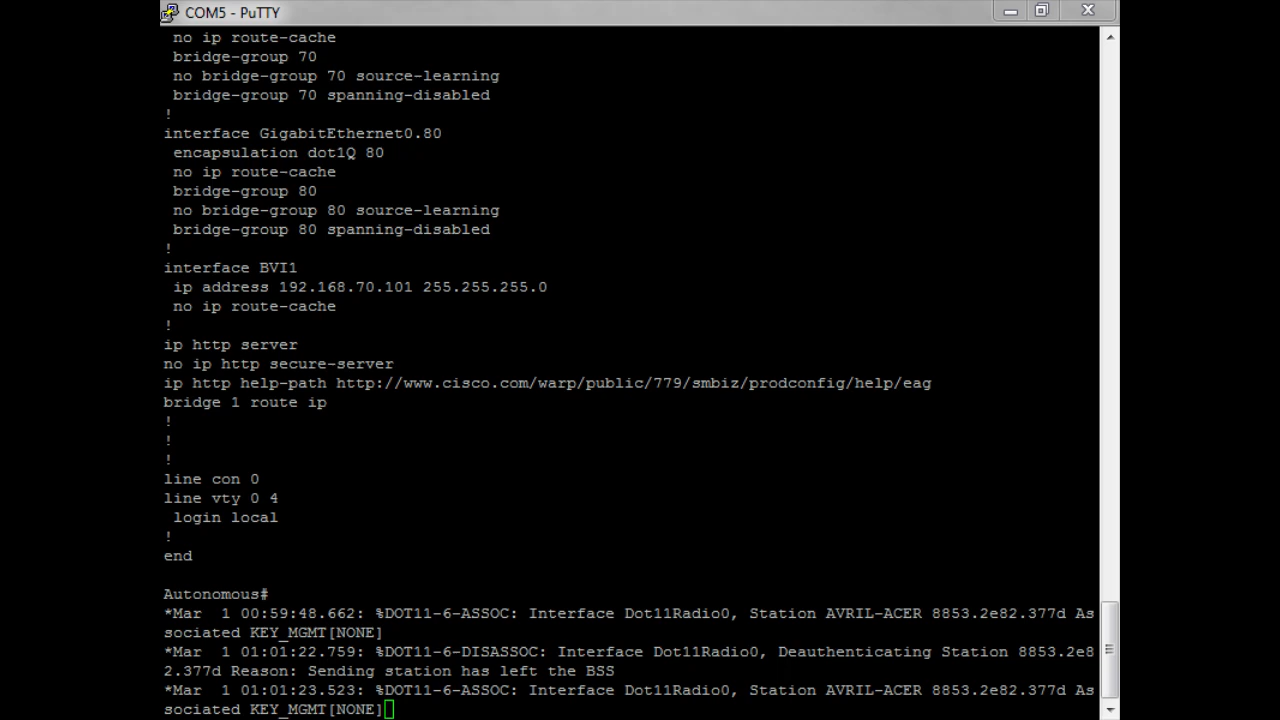 COM5 - PuTTY
no ip route-cache
bridge-group 70
no bridge-group 70 source-learning
bridge-group 70 spanning-disabled
!
interface GigabitEthernet0.80
encapsulation dot1Q 80
no ip route-cache
bridge-group 80
no bridge-group 80 source-learning
bridge-group 80 spanning-disabled
!
interface BVI1
ip address 192.168.70.101 255.255.255.0
no ip route-cache
!
ip http server
no ip http secure-server
ip http help-path http://www.cisco.com/warp/public/779/smbiz/prodconfig/help/eag
bridge 1 route ip
!
!
!
line con 0
line vty 0 4
login local
!
end
Autonomous#
*Mar  1 00:59:48.662: %DOT11-6-ASSOC: Interface Dot11Radio0, Station AVRIL-ACER 8853.2e82.377d As
sociated KEY_MGMT[NONE]
*Mar  1 01:01:22.759: %DOT11-6-DISASSOC: Interface Dot11Radio0, Deauthenticating Station 8853.2e8
2.377d Reason: Sending station has left the BSS
*Mar  1 01:01:23.523: %DOT11-6-ASSOC: Interface Dot11Radio0, Station AVRIL-ACER 8853.2e82.377d As
sociated KEY_MGMT[NONE]